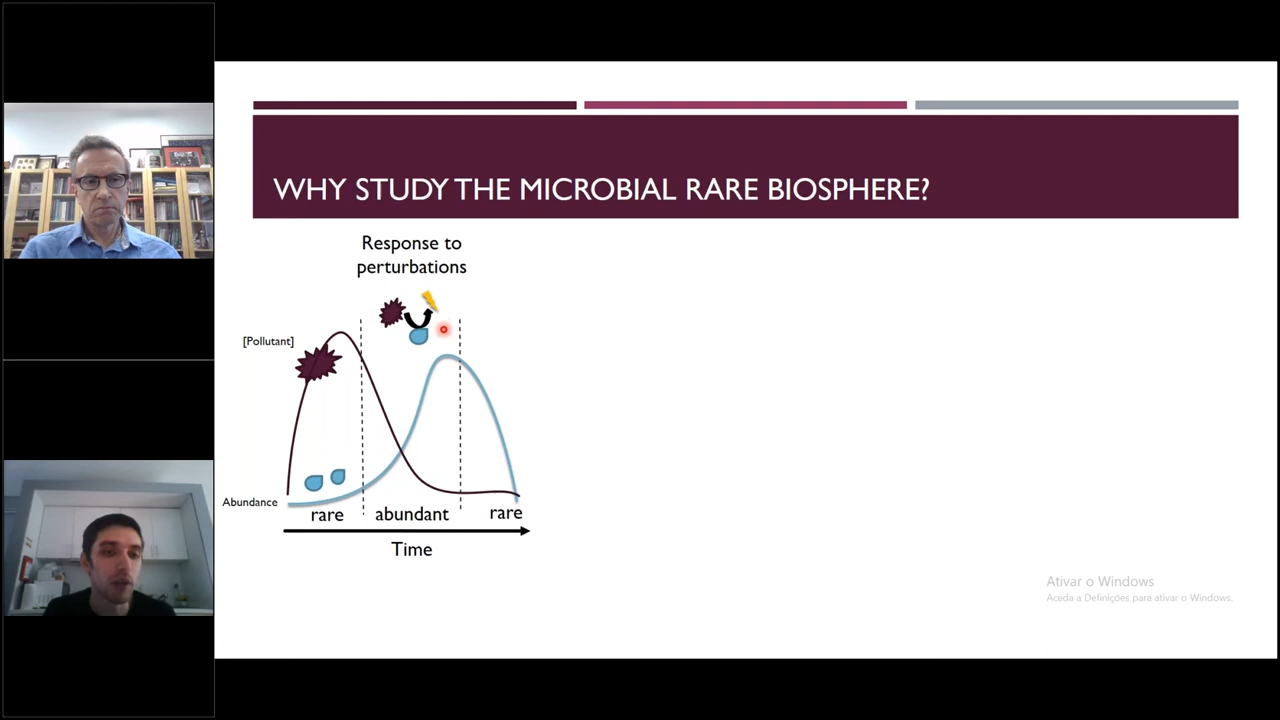 WHY STUDY THE MICROBIAL RARE BIOSPHERE?
Response to
perturbations
[Pollutant]
Abundance
rare
abundant
rare
Time
Ativar o Windows
Aceda a Definições para ativar o Windows.